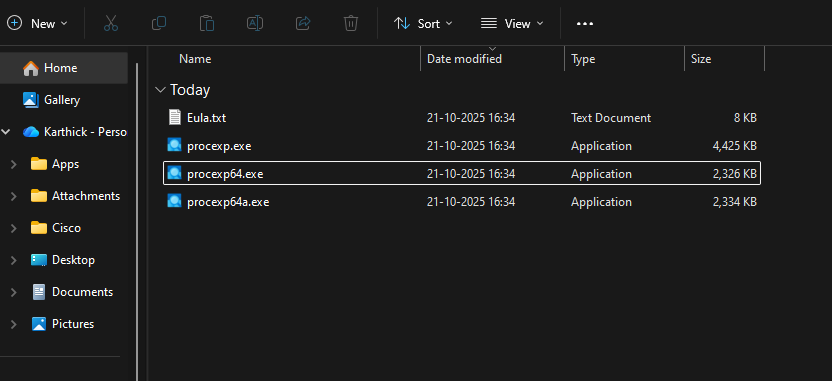 New Sort View
Name Date modified Type Size
Home
Today
Gallery
Eula.txt 21-10-2025 16:34 Text Document 8 KB
Karthick - Perso
procexp.exe 21-10-2025 16:34 Application 4,425 KB
Apps
procexp64.exe 21-10-2025 16:34 Application 2,326 KB
Attachments
procexp64a.exe 21-10-2025 16:34 Application 2,334 KB
Cisco
Desktop
Documents
Pictures